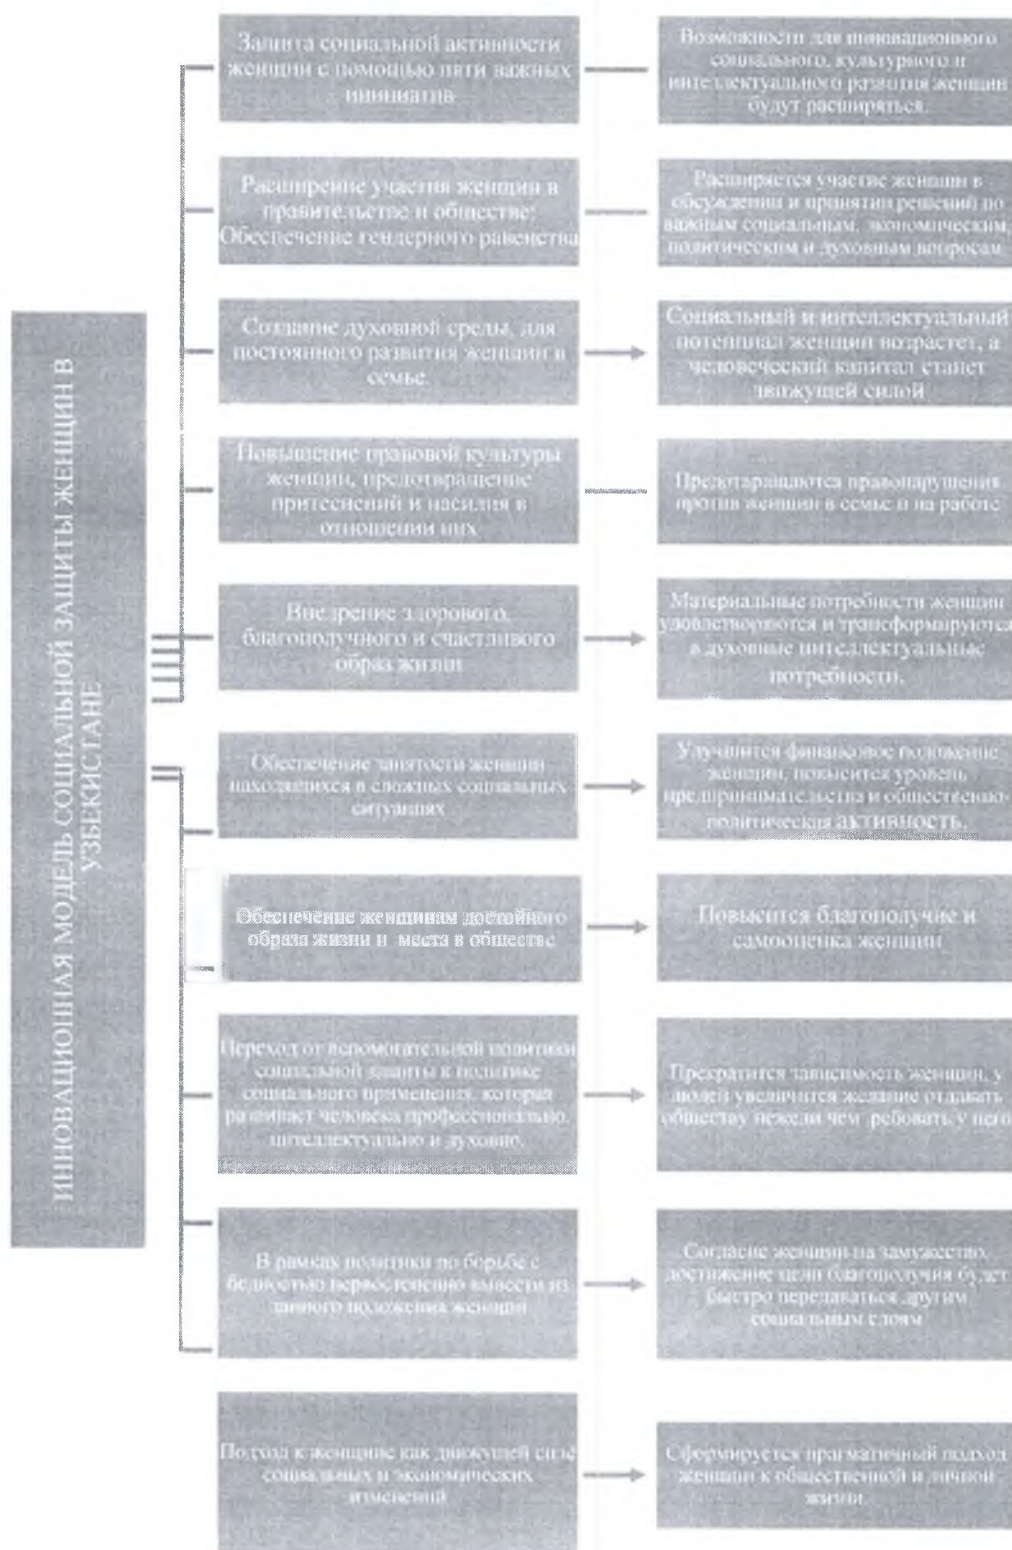 ИННОВАЦИОННАЯ МОДЕЛЬ СОЦИАЛЬНОЙ ЗАЩИТЫ ЖЕНЩИН В
УЗБЕКИСТАНЕ
Защита социальной активности
женщин с помощью пяти важных
инициатив
Возможности для инновационного
социального, культурного и
интеллектуального развития женщин
будут расширяться.
Расширение участия женщин в
правительстве и обществе;
Обеспечение гендерного равенства
Расширяется участие женщин в
обсуждении и принятии решений по
важным социальным, экономическим,
политическим и духовным вопросам
Создание духовной среды, для
постоянного развития женщин в
семье.
Социальный и интеллектуальный
потенциал женщин возрастет, а
человеческий капитал станет
движущей силой
Повышение правовой культуры
женщин, предотвращение
притеснений и насилия в
отношении них
Предотвращаются правонарушения
против женщин в семье и на работе
Внедрение здорового,
благополучного и счастливого
образ жизни
Материальные потребности женщин
удовлетворяются и трансформируются
в духовные интеллектуальные
потребности.
Обеспечение занятости женщин
находящихся в сложных социальных
ситуациях
Улучшится финансовое положение
женщин, повысится уровень
предпринимательства и общественно-
политическая активность.
Обеспечение женщинам достойного
образа жизни и места в обществе
Повысится благополучие и
самооценка женщин
Переход от вспомогательной политики
социальной защиты к политике
социального применения, которая
развивает человека профессионально,
интеллектуально и духовно.
Прекратится зависимость женщин, у
людей увеличится желание отдавать
обществу нежели чем требовать у него
В рамках политики по борьбе с
бедностью первостепенно вывести из
данного положения женщин
Согласие женщин на замужество,
достижение цели благополучия будет
быстро передаваться другим
социальным слоям
Подход к женщине как движущей силе
социальных и экономических
изменений
Сформируется прагматичный подход
женщин к общественной и личной
жизни.